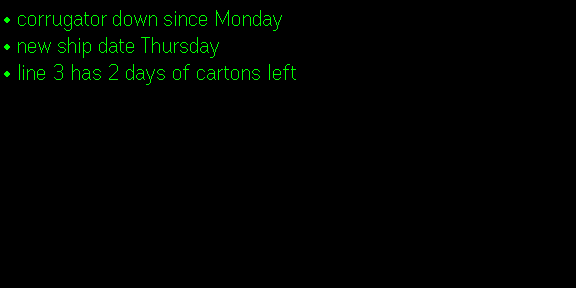 • corrugator down since Monday
• new ship date Thursday
• line 3 has 2 days of cartons left